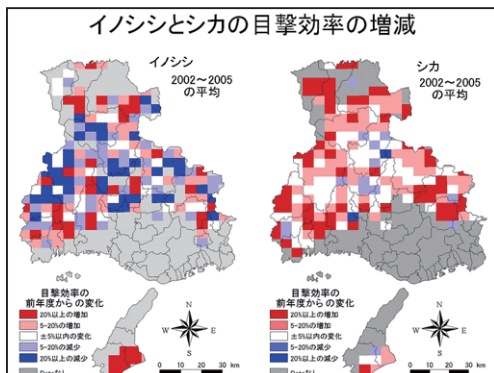 イノシシとシカの目撃効率の増減
イノシシ
2002～2005
の平均
シカ
2002～2005
の平均
目撃効率の
前年度からの変化
20%以上の増加
5-20%の増加
±5%以内の変化
5-20%の減少
20%以上の減少
N
W E
S
0 10 20 30 km
目撃効率の
前年度からの変化
20%以上の増加
5-20%の増加
±5%以内の変化
5-20%の減少
20%以上の減少
N
W E
S
0 10 20 30 km